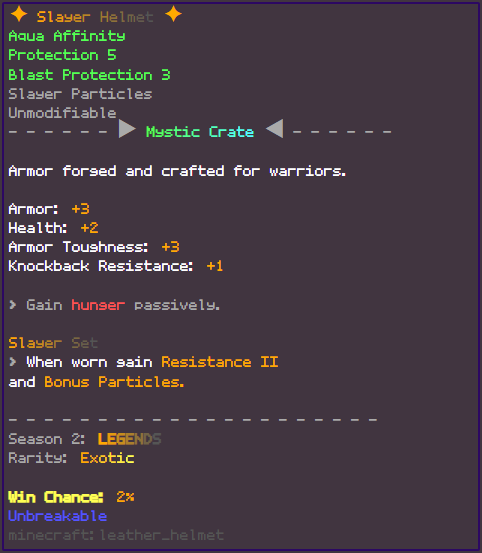 ✦ Slayer Helmet ✦
Aqua Affinity
Protection 5
Blast Protection 3
Slayer Particles
Unmodifiable
- - - - - - ▶ Mystic Crate ◀ - - - - - -
Armor forged and crafted for warriors.
Armor: +3
Health: +2
Armor Toughness: +3
Knockback Resistance: +1
> Gain hunger passively.
Slayer Set
> When worn gain Resistance II
and Bonus Particles.
- - - - - - - - - - - - - - - - - - -
Season 2: LEGENDS
Rarity: Exotic
Win Chance: 2%
Unbreakable
minecraft:leather_helmet